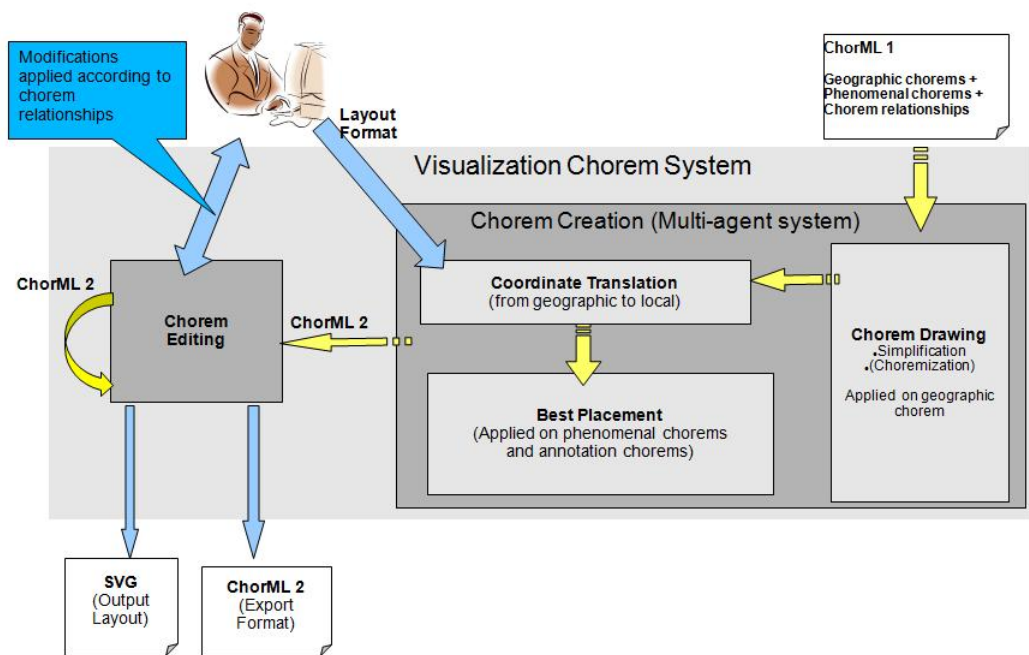 Modifications
applied according to
chorem
relationships
Layout
Format
ChorML 1
Geographic chorems +
Phenomenal chorems +
Chorem relationships
Visualization Chorem System
Chorem Creation (Multi-agent system)
Coordinate Translation
(from geographic to local)
ChorML 2
Chorem
Editing
ChorML 2
Chorem Drawing
.Simplification
.(Choremization)
Applied on geographic
chorem
Best Placement
(Applied on phenomenal chorems
and annotation chorems)
SVG
(Output
Layout)
ChorML 2
(Export
Format)